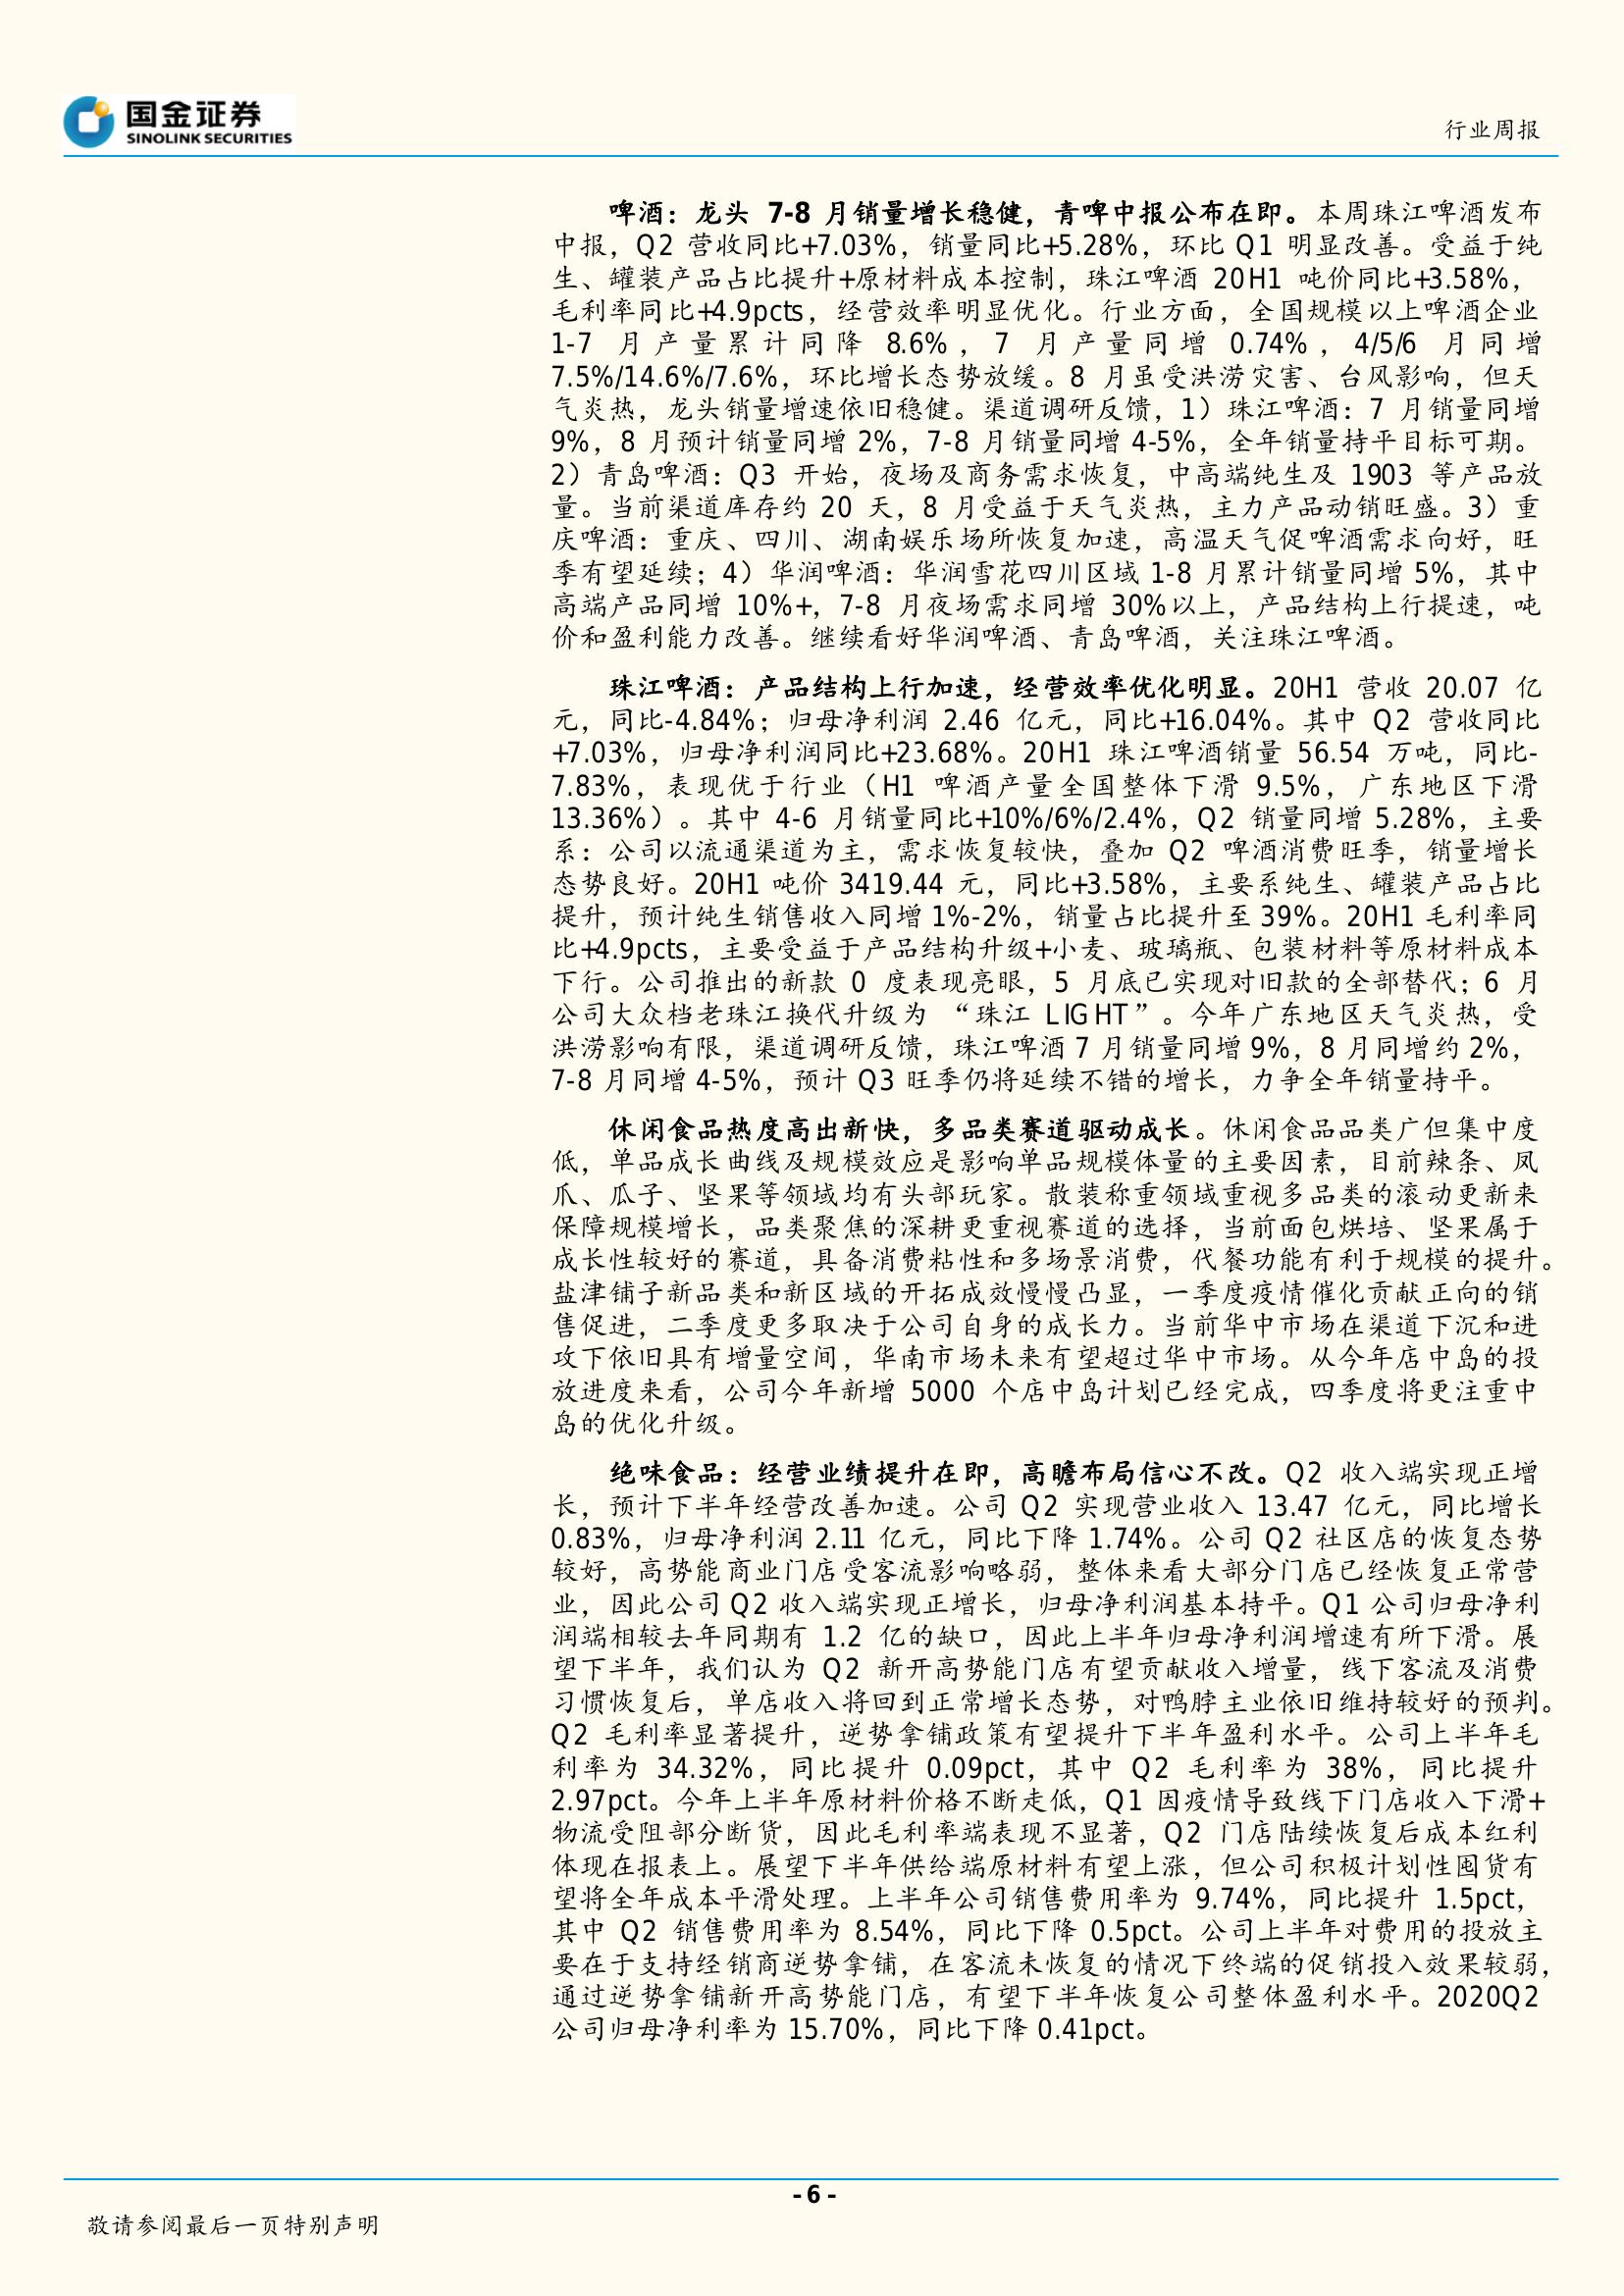 国金证券
SINOLINK SECURITIES
行业周报
啤酒：龙头 7-8 月销量增长稳健，青啤中报公布在即。本周珠江啤酒发布
中报，Q2 营收同比+7.03%，销量同比+5.28%，环比 Q1 明显改善。受益于纯
生、罐装产品占比提升+原材料成本控制，珠江啤酒 20H1 吨价同比+3.58%，
毛利率同比+4.9pcts，经营效率明显优化。行业方面，全国规模以上啤酒企业
1-7 月产量累计同降 8.6%，7 月产量同增 0.74%，4/5/6 月同增
7.5%/14.6%/7.6%，环比增长态势放缓。8 月虽受洪涝灾害、台风影响，但天
气炎热，龙头销量增速依旧稳健。渠道调研反馈，1）珠江啤酒：7 月销量同增
9%，8 月预计销量同增 2%，7-8 月销量同增 4-5%，全年销量持平目标可期。
2）青岛啤酒：Q3 开始，夜场及商务需求恢复，中高端纯生及 1903 等产品放
量。当前渠道库存约 20 天，8 月受益于天气炎热，主力产品动销旺盛。3）重
庆啤酒：重庆、四川、湖南娱乐场所恢复加速，高温天气促啤酒需求向好，旺
季有望延续；4）华润啤酒：华润雪花四川区域 1-8 月累计销量同增 5%，其中
高端产品同增 10%+，7-8 月夜场需求同增 30%以上，产品结构上行提速，吨
价和盈利能力改善。继续看好华润啤酒、青岛啤酒，关注珠江啤酒。
珠江啤酒：产品结构上行加速，经营效率优化明显。20H1 营收 20.07 亿
元，同比-4.84%；归母净利润 2.46 亿元，同比+16.04%。其中 Q2 营收同比
+7.03%，归母净利润同比+23.68%。20H1 珠江啤酒销量 56.54 万吨，同比-
7.83%，表现优于行业（H1 啤酒产量全国整体下滑 9.5%，广东地区下滑
13.36%）。其中 4-6 月销量同比+10%/6%/2.4%，Q2 销量同增 5.28%，主要
系：公司以流通渠道为主，需求恢复较快，叠加 Q2 啤酒消费旺季，销量增长
态势良好。20H1 吨价 3419.44 元，同比+3.58%，主要系纯生、罐装产品占比
提升，预计纯生销售收入同增 1%-2%，销量占比提升至 39%。20H1 毛利率同
比+4.9pcts，主要受益于产品结构升级+小麦、玻璃瓶、包装材料等原材料成本
下行。公司推出的新款 0 度表现亮眼，5 月底已实现对旧款的全部替代；6 月
公司大众档老珠江换代升级为 “珠江 LIGHT”。今年广东地区天气炎热，受
洪涝影响有限，渠道调研反馈，珠江啤酒 7 月销量同增 9%，8 月同增约 2%，
7-8 月同增 4-5%，预计 Q3 旺季仍将延续不错的增长，力争全年销量持平。
休闲食品热度高出新快，多品类赛道驱动成长。休闲食品品类广但集中度
低，单品成长曲线及规模效应是影响单品规模体量的主要因素，目前辣条、凤
爪、瓜子、坚果等领域均有头部玩家。散装称重领域重视多品类的滚动更新来
保障规模增长，品类聚焦的深耕更重视赛道的选择，当前面包烘培、坚果属于
成长性较好的赛道，具备消费粘性和多场景消费，代餐功能有利于规模的提升。
盐津铺子新品类和新区域的开拓成效慢慢凸显，一季度疫情催化贡献正向的销
售促进，二季度更多取决于公司自身的成长力。当前华中市场在渠道下沉和进
攻下依旧具有增量空间，华南市场未来有望超过华中市场。从今年店中岛的投
放进度来看，公司今年新增 5000 个店中岛计划已经完成，四季度将更注重中
岛的优化升级。
绝味食品：经营业绩提升在即，高瞻布局信心不改。Q2 收入端实现正增
长，预计下半年经营改善加速。公司 Q2 实现营业收入 13.47 亿元，同比增长
0.83%，归母净利润 2.11 亿元，同比下降 1.74%。公司 Q2 社区店的恢复态势
较好，高势能商业门店受客流影响略弱，整体来看大部分门店已经恢复正常营
业，因此公司 Q2 收入端实现正增长，归母净利润基本持平。Q1 公司归母净利
润端相较去年同期有 1.2 亿的缺口，因此上半年归母净利润增速有所下滑。展
望下半年，我们认为 Q2 新开高势能门店有望贡献收入增量，线下客流及消费
习惯恢复后，单店收入将回到正常增长态势，对鸭脖主业依旧维持较好的预判。
Q2 毛利率显著提升，逆势拿铺政策有望提升下半年盈利水平。公司上半年毛
利率为 34.32%，同比提升 0.09pct，其中 Q2 毛利率为 38%，同比提升
2.97pct。今年上半年原材料价格不断走低，Q1 因疫情导致线下门店收入下滑+
物流受阻部分断货，因此毛利率端表现不显著，Q2 门店陆续恢复后成本红利
体现在报表上。展望下半年供给端原材料有望上涨，但公司积极计划性囤货有
望将全年成本平滑处理。上半年公司销售费用率为 9.74%，同比提升 1.5pct，
其中 Q2 销售费用率为 8.54%，同比下降 0.5pct。公司上半年对费用的投放主
要在于支持经销商逆势拿铺，在客流未恢复的情况下终端的促销投入效果较弱，
通过逆势拿铺新开高势能门店，有望下半年恢复公司整体盈利水平。2020Q2
公司归母净利率为 15.70%，同比下降 0.41pct。
- 6 -
敬请参阅最后一页特别声明